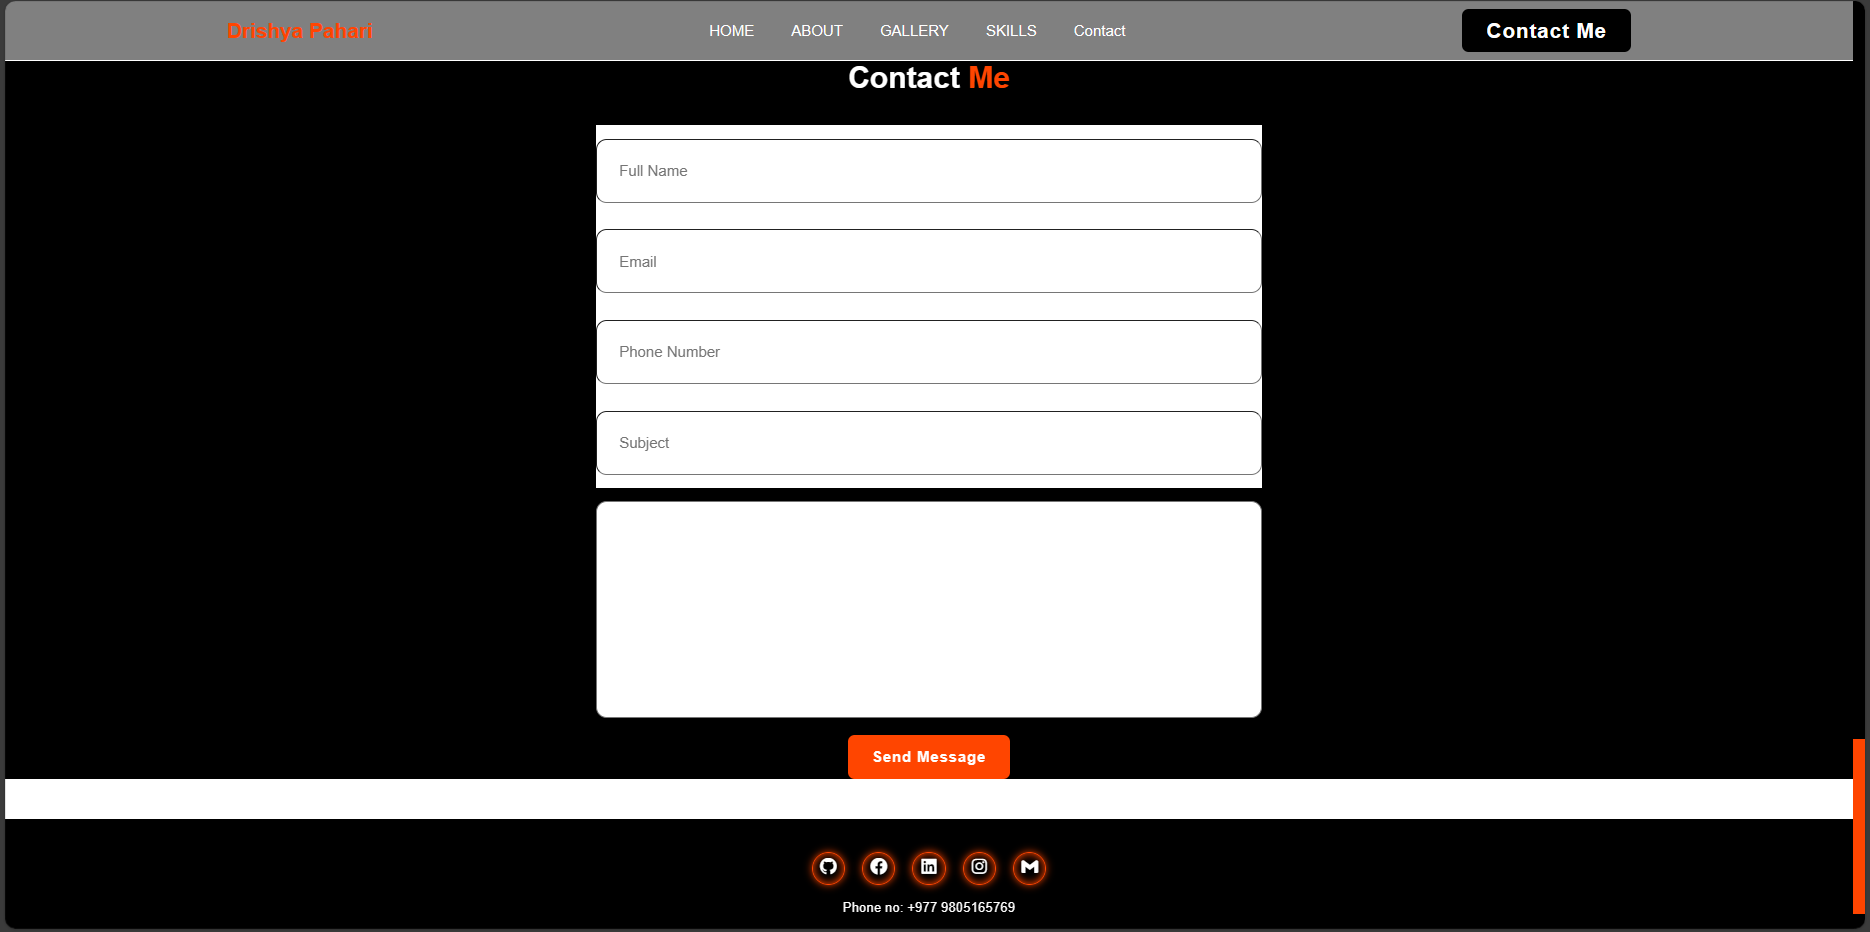 Drishya Pahari HOME ABOUT GALLERY SKILLS Contact Contact Me
Contact Me
Full Name
Email
Phone Number
Subject
Send Message
Phone no: +977 9805165769